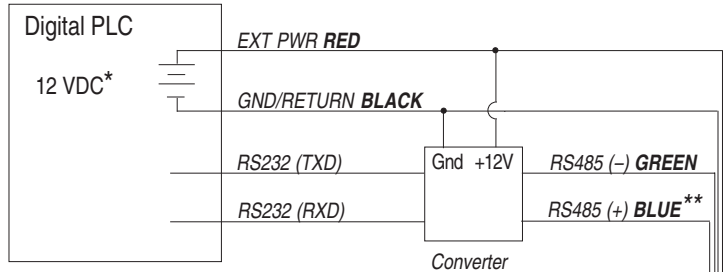 Digital PLC
EXT PWR RED
12 VDC*
GND/RETURN BLACK
RS232 (TXD)
Gnd +12V
RS485 (–) GREEN
RS232 (RXD)
RS485 (+) BLUE**
Converter